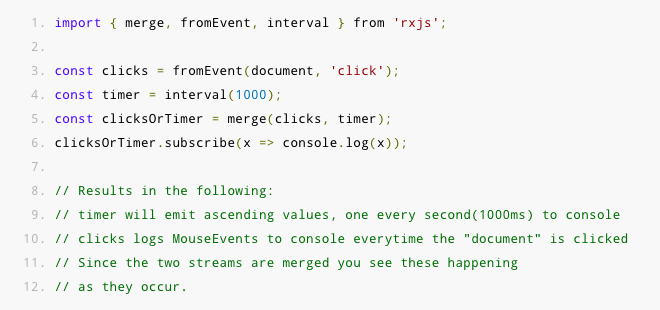 1. import { merge, fromEvent, interval } from 'rxjs';
2.
3. const clicks = fromEvent(document, 'click');
4. const timer = interval(1000);
5. const clicksOrTimer = merge(clicks, timer);
6. clicksOrTimer.subscribe(x => console.log(x));
7.
8. // Results in the following:
9. // timer will emit ascending values, one every second(1000ms) to console
10. // clicks logs MouseEvents to console everytime the "document" is clicked
11. // Since the two streams are merged you see these happening
12. // as they occur.